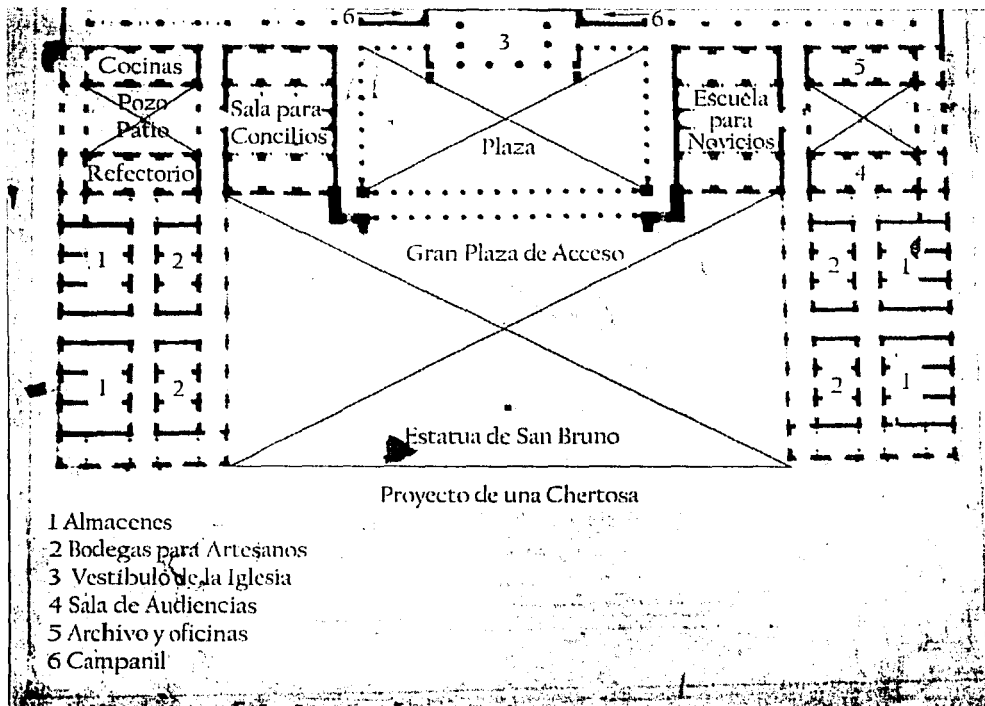 6
6
3
Cocinas
5
Pozo
Patio
Sala para
Concilios
Plaza
Escuela
para
Novicios
Refectorio
4
1
2
Gran Plaza de Acceso
2
1
1
2
2
1
Estatua de San Bruno
Proyecto de una Chertosa
1 Almacenes
2 Bodegas para Artesanos
3 Vestíbulo de la Iglesia
4 Sala de Audiencias
5 Archivo y oficinas
6 Campanil